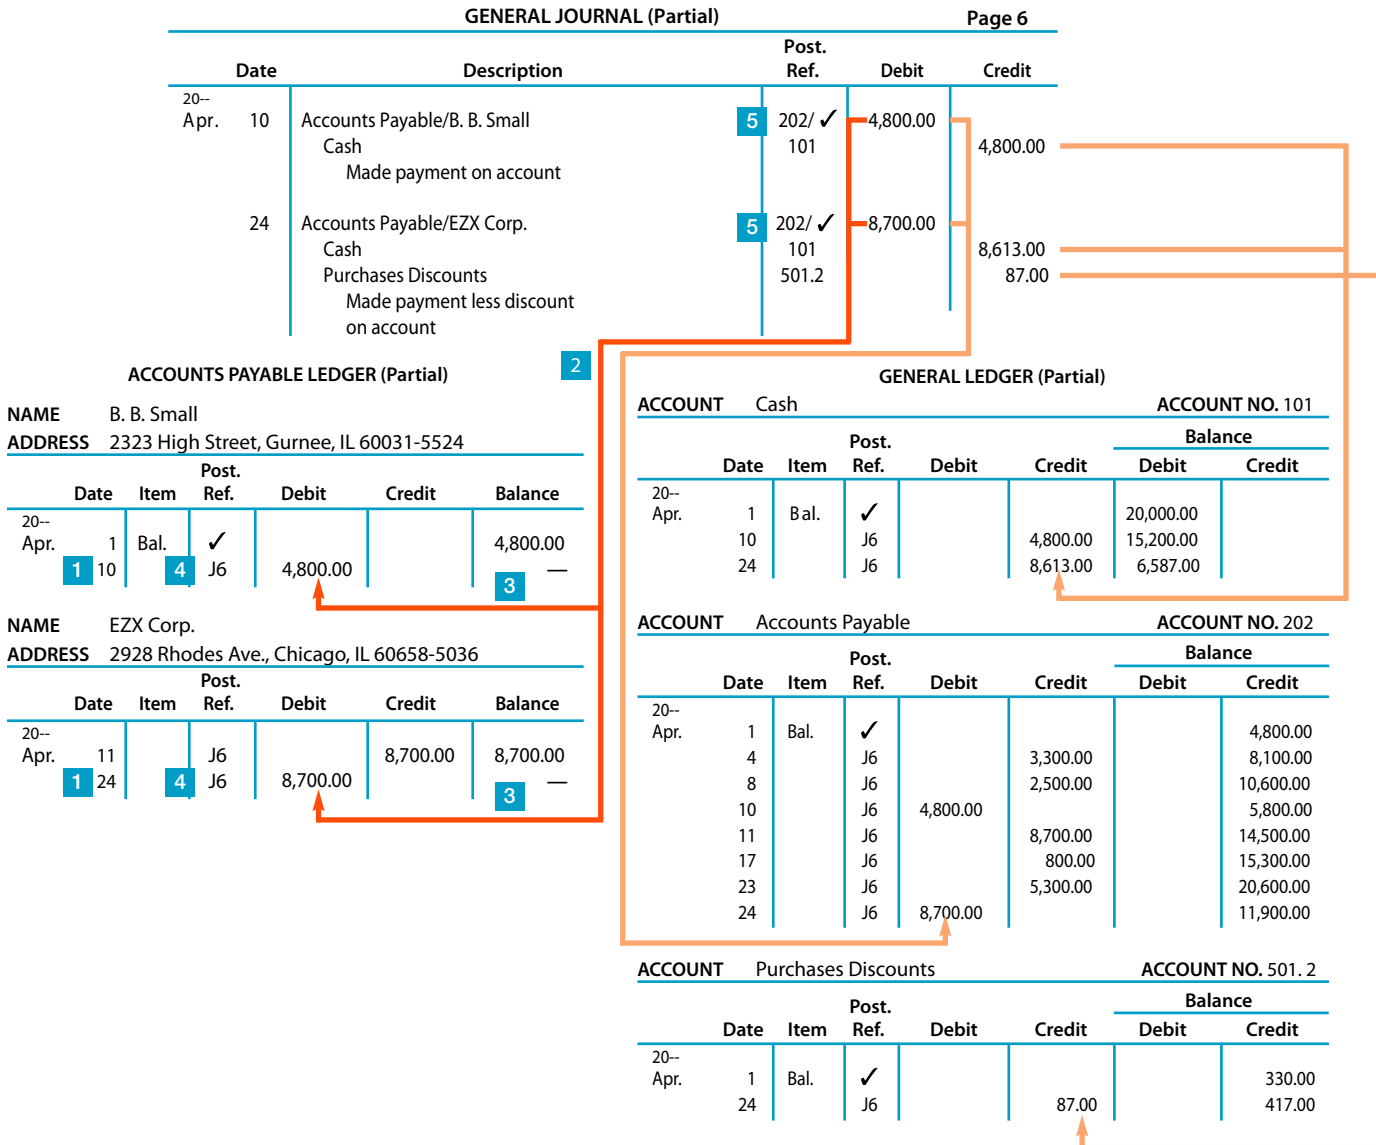 GENERAL JOURNAL (Partial) Page 6
Post.
Date Description Ref. Debit Credit
20--
Apr. 10 Accounts Payable/B. B. Small 5 202/ ✓ 4,800.00
Cash 101 4,800.00
Made payment on account
24 Accounts Payable/EZX Corp. 5 202/ ✓ 8,700.00
Cash 101 8,613.00
Purchases Discounts 501.2 87.00
Made payment less discount
on account
2
ACCOUNTS PAYABLE LEDGER (Partial)
NAME B. B. Small
ADDRESS 2323 High Street, Gurnee, IL 60031-5524
Post.
Date Item Ref. Debit Credit Balance
20--
Apr. 1 Bal. ✓ 4,800.00
1 10 4 J6 4,800.00 3 —
NAME EZX Corp.
ADDRESS 2928 Rhodes Ave., Chicago, IL 60658-5036
Post.
Date Item Ref. Debit Credit Balance
20--
Apr. 11 J6 8,700.00 8,700.00
1 24 4 J6 8,700.00 3 —
GENERAL LEDGER (Partial)
ACCOUNT Cash ACCOUNT NO. 101
Balance
Post.
Date Item Ref. Debit Credit Debit Credit
20--
Apr. 1 Bal. ✓ 20,000.00
10 J6 4,800.00 15,200.00
24 J6 8,613.00 6,587.00
ACCOUNT Accounts Payable ACCOUNT NO. 202
Balance
Post.
Date Item Ref. Debit Credit Debit Credit
20--
Apr. 1 Bal. ✓ 4,800.00
4 J6 3,300.00 8,100.00
8 J6 2,500.00 10,600.00
10 J6 4,800.00 5,800.00
11 J6 8,700.00 14,500.00
17 J6 800.00 15,300.00
23 J6 5,300.00 20,600.00
24 J6 8,700.00 11,900.00
ACCOUNT Purchases Discounts ACCOUNT NO. 501. 2
Balance
Post.
Date Item Ref. Debit Credit Debit Credit
20--
Apr. 1 Bal. ✓ 330.00
24 J6 87.00 417.00